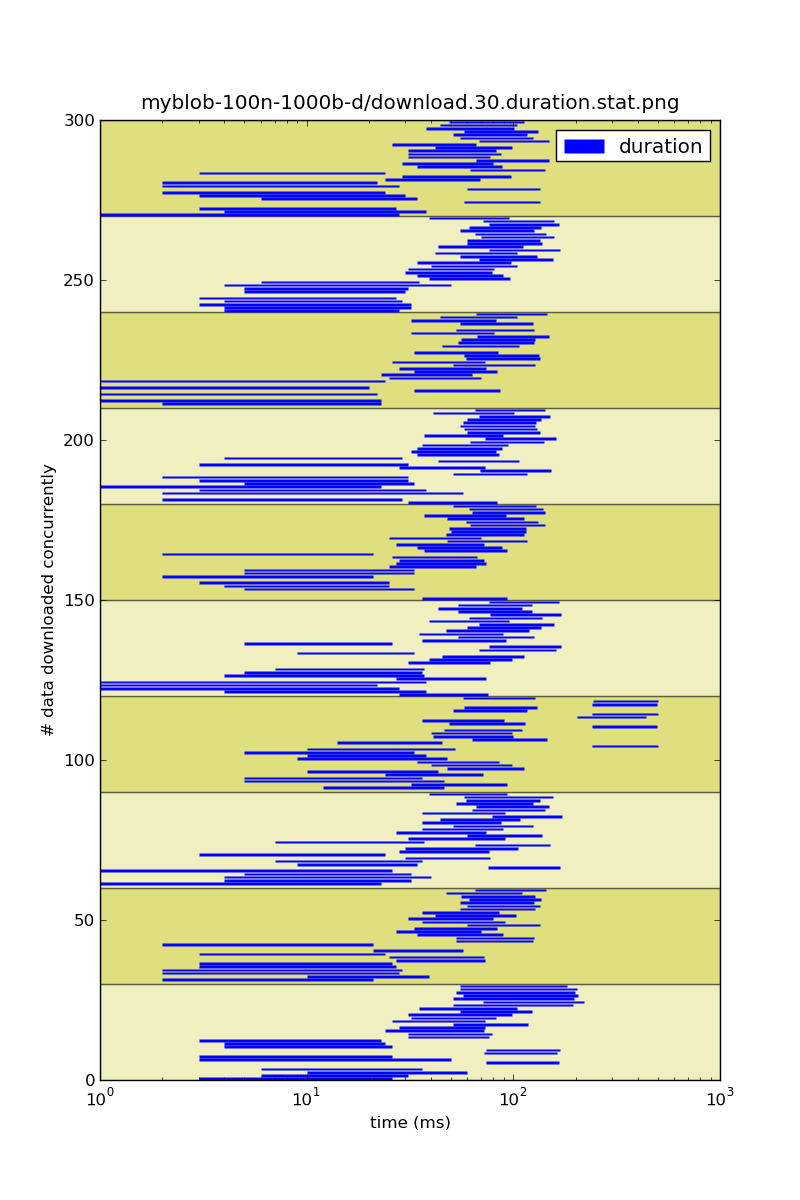 myblob-100n-1000b-d/download.30.duration.stat.png
duration
300
250
200
150
100
50
0
# data downloaded concurrently
10^0 10^1 10^2 10^3
time (ms)